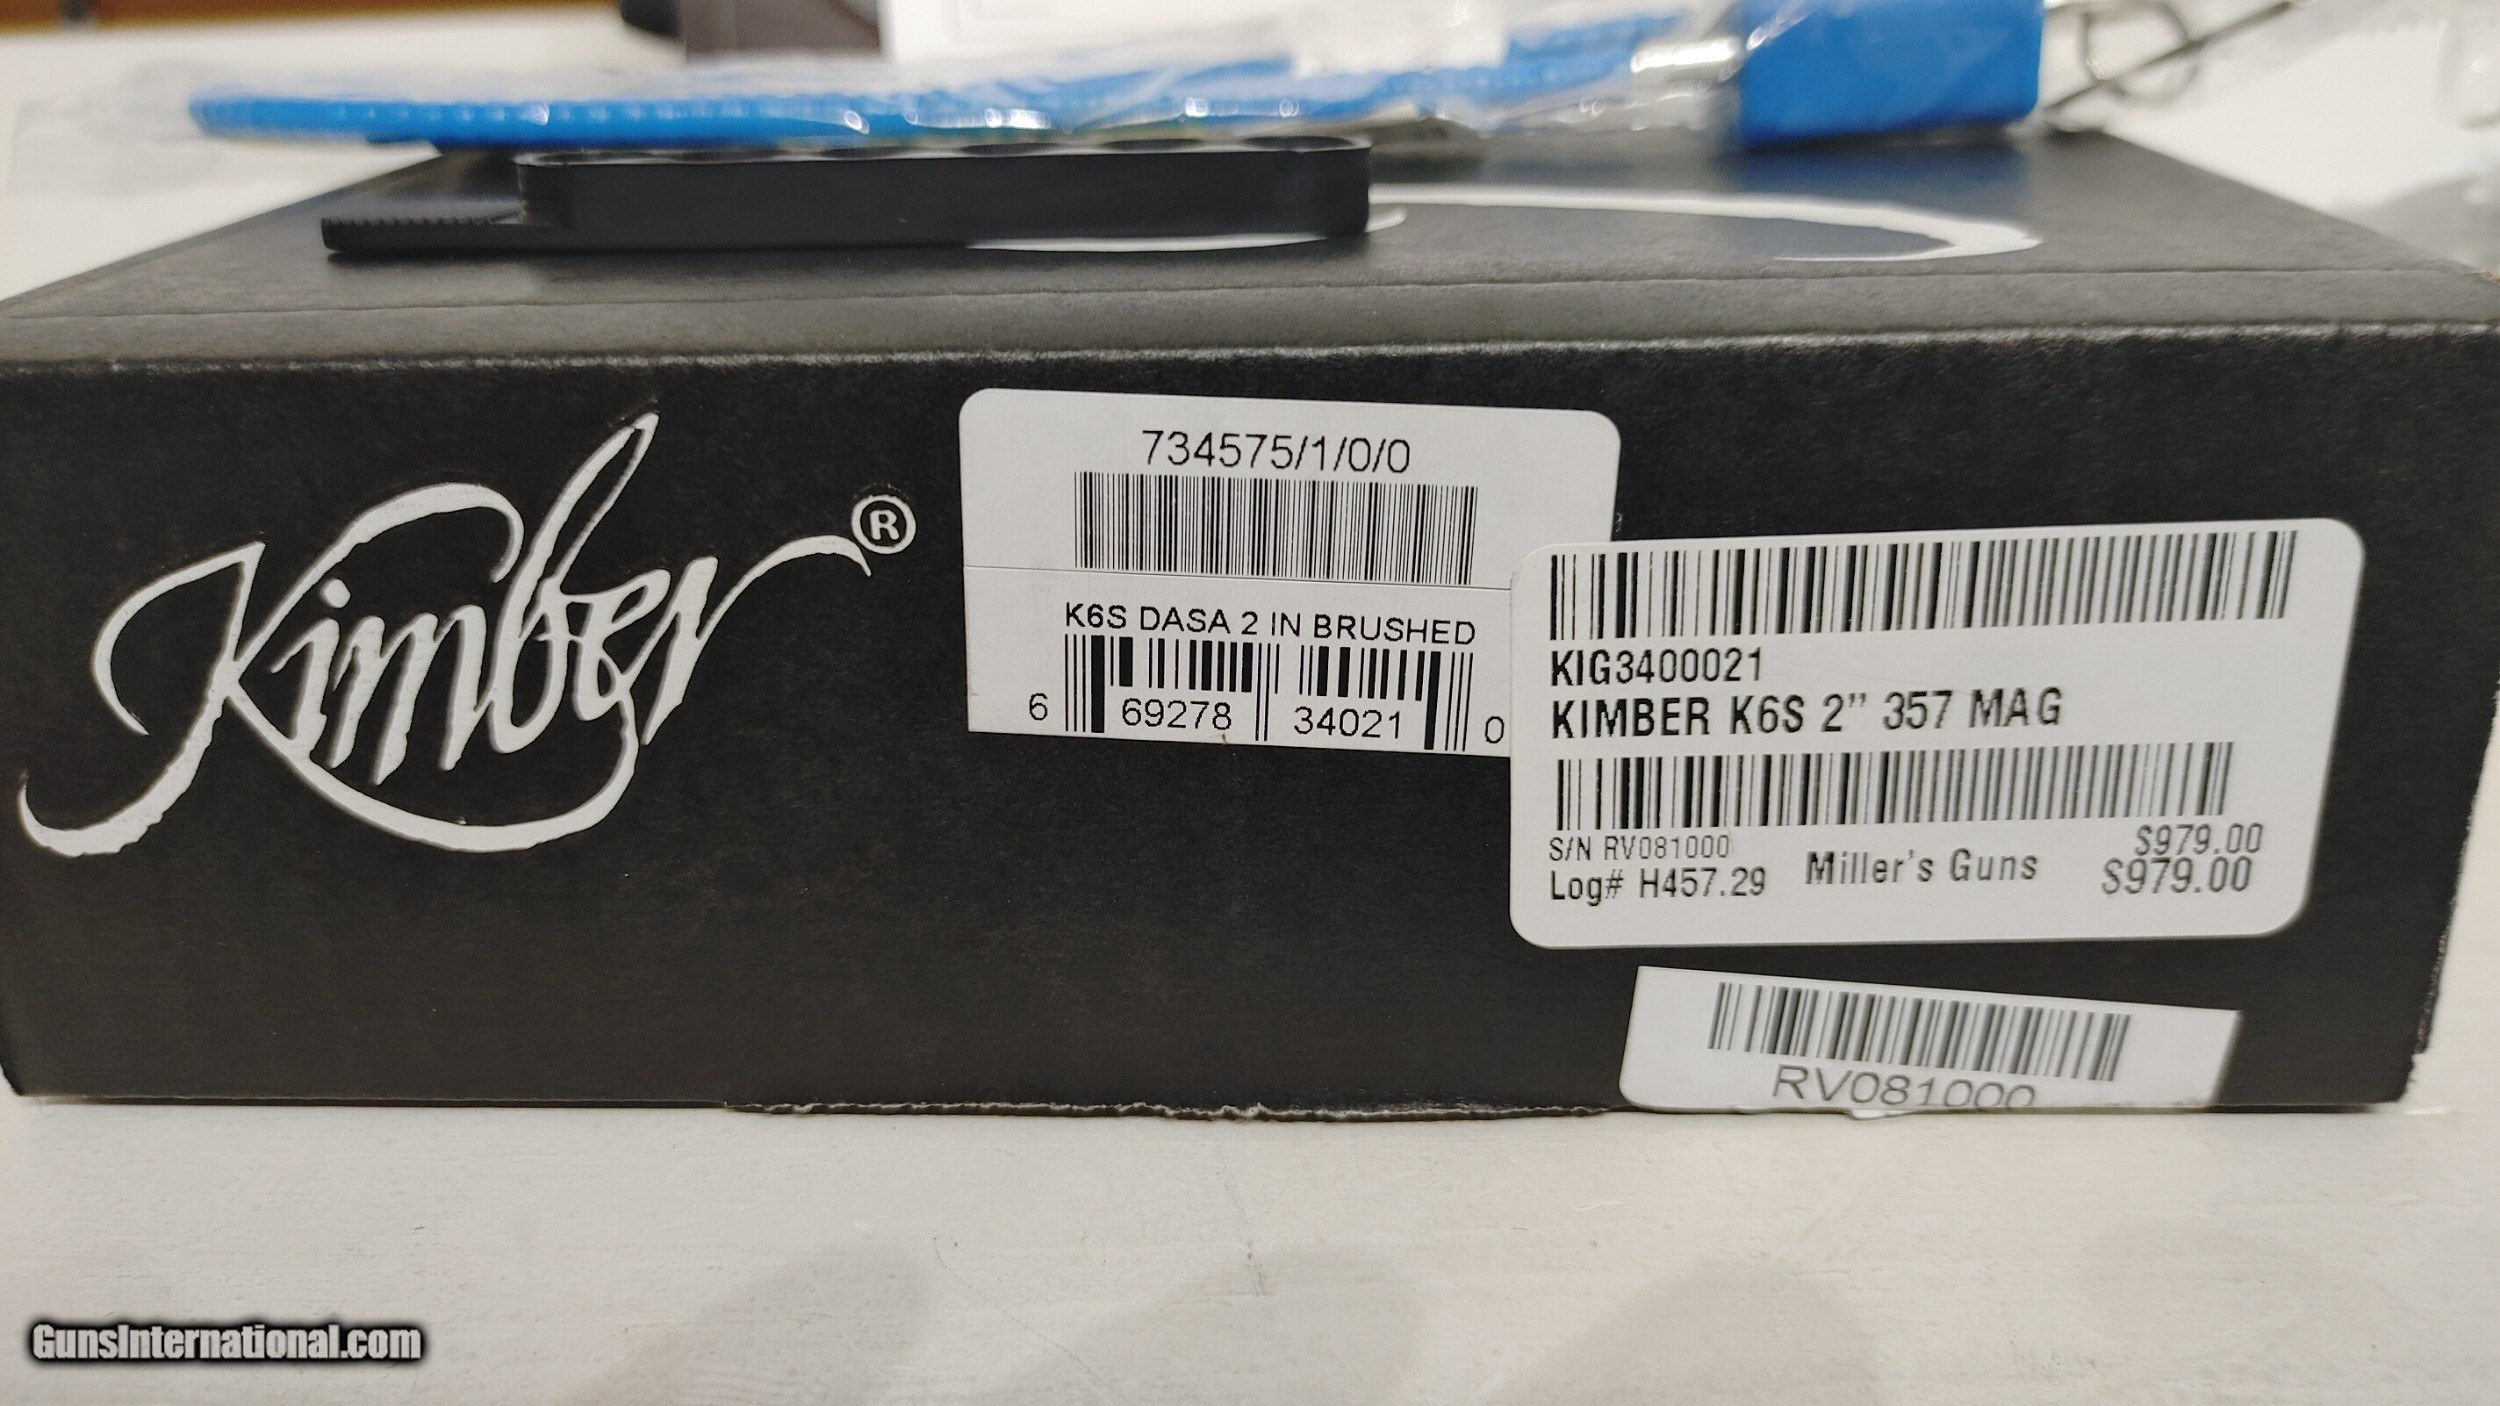 Kimber®
734575/1/0/0
K6S DASA 2 IN BRUSHED
6 69278 34021 0
KIG3400021
KIMBER K6S 2" 357 MAG
S/N RV081000 $979.00
Log# H457.29 Miller's Guns $979.00
RV081000
GunsInternational.com